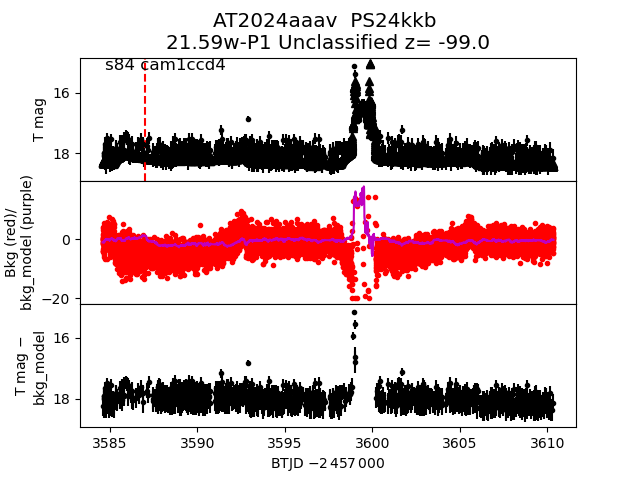 AT2024aaav  PS24kkb
21.59w-P1 Unclassified z= -99.0
s84 cam1ccd4
T mag
16
18
Bkg (red)/
bkg_model (purple)
0
−20
T mag −
bkg_model
16
18
3585 3590 3595 3600 3605 3610
BTJD −2 457 000